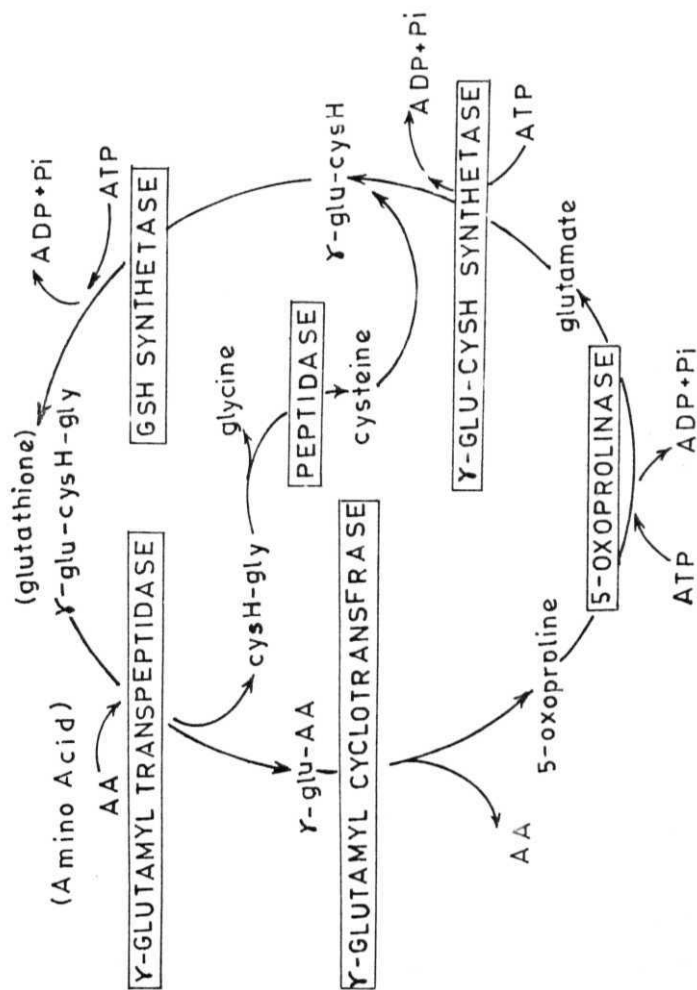 (glutathione)
ɣ-glu-cysH-gly
ADP+Pi
ATP
(Amino Acid)
AA
ɣ-GLUTAMYL TRANSPEPTIDASE
GSH SYNTHETASE
glycine
cysH-gly
PEPTIDASE
cysteine
ɣ-glu-cysH
ɣ-glu-AA
ɣ-GLUTAMYL CYCLOTRANSFRASE
ADP+Pi
ɣ-GLU-CYSH SYNTHETASE
ATP
AA
5-oxoproline
glutamate
5-OXOPROLINASE
ATP
ADP+Pi